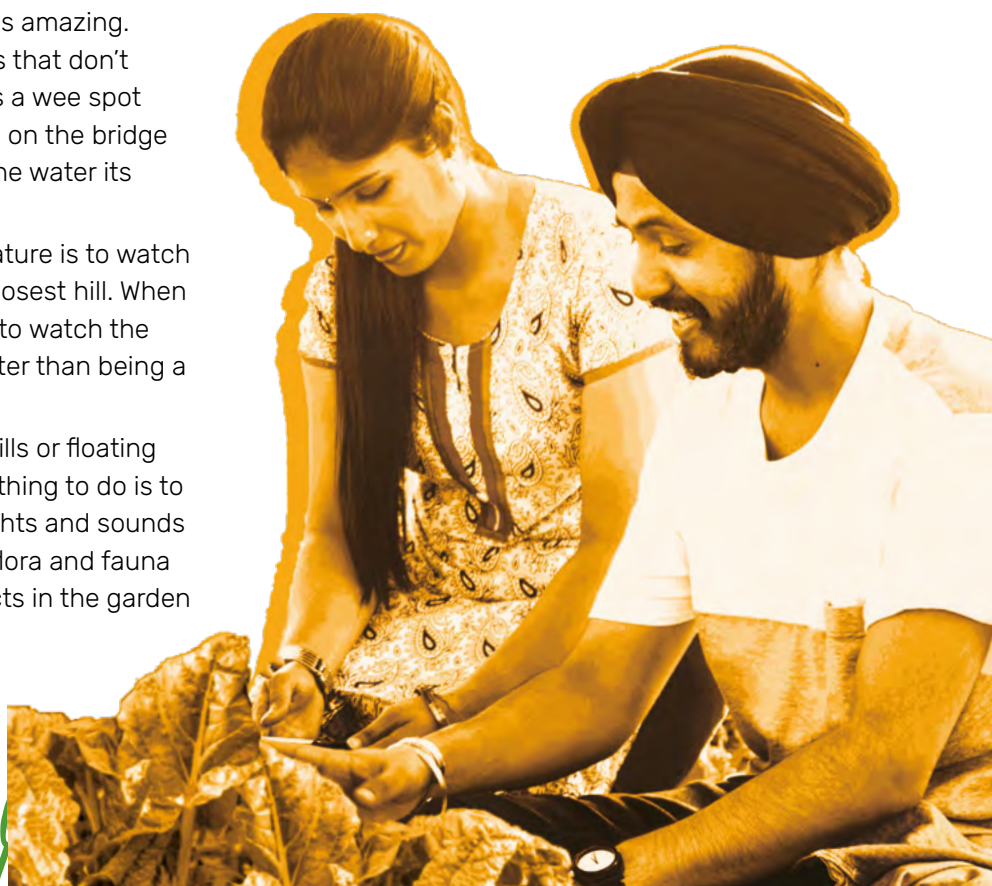 s amazing.
s that don't
s a wee spot
on the bridge
ne water its
ature is to watch
osest hill. When
to watch the
ter than being a
ills or floating
thing to do is to
hts and sounds
lora and fauna
cts in the garden